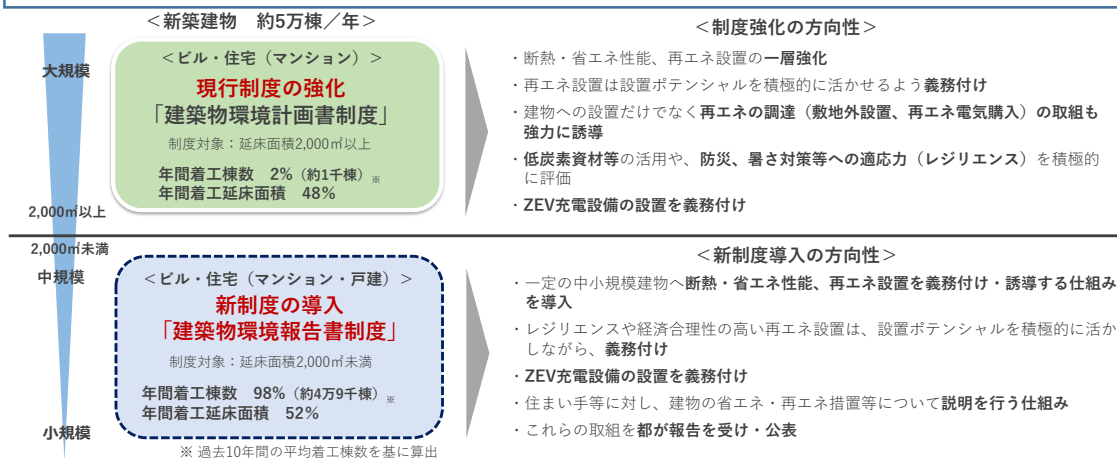 ＜新築建物　約5万棟／年＞
大規模
＜ビル・住宅（マンション）＞
現行制度の強化
「建築物環境計画書制度」
制度対象：延床面積2,000㎡以上
年間着工棟数　2%（約1千棟）※
年間着工延床面積　48%
2,000㎡以上
＜制度強化の方向性＞
・断熱・省エネ性能、再エネ設置の一層強化
・再エネ設置は設置ポテンシャルを積極的に活かせるよう義務付け
・建物への設置だけでなく再エネの調達（敷地外設置、再エネ電気購入）の取組も
強力に誘導
・低炭素資材等の活用や、防災、暑さ対策等への適応力（レジリエンス）を積極的
に評価
・ZEV充電設備の設置を義務付け
2,000㎡未満
中規模
＜ビル・住宅（マンション・戸建）＞
新制度の導入
「建築物環境報告書制度」
制度対象：延床面積2,000㎡未満
年間着工棟数　98%（約4万9千棟）※
年間着工延床面積　52%
小規模
※ 過去10年間の平均着工棟数を基に算出
＜新制度導入の方向性＞
・一定の中小規模建物へ断熱・省エネ性能、再エネ設置を義務付け・誘導する仕組み
を導入
・レジリエンスや経済合理性の高い再エネ設置は、設置ポテンシャルを積極的に活か
しながら、義務付け
・ZEV充電設備の設置を義務付け
・住まい手等に対し、建物の省エネ・再エネ措置等について説明を行う仕組み
・これらの取組を都が報告を受け・公表